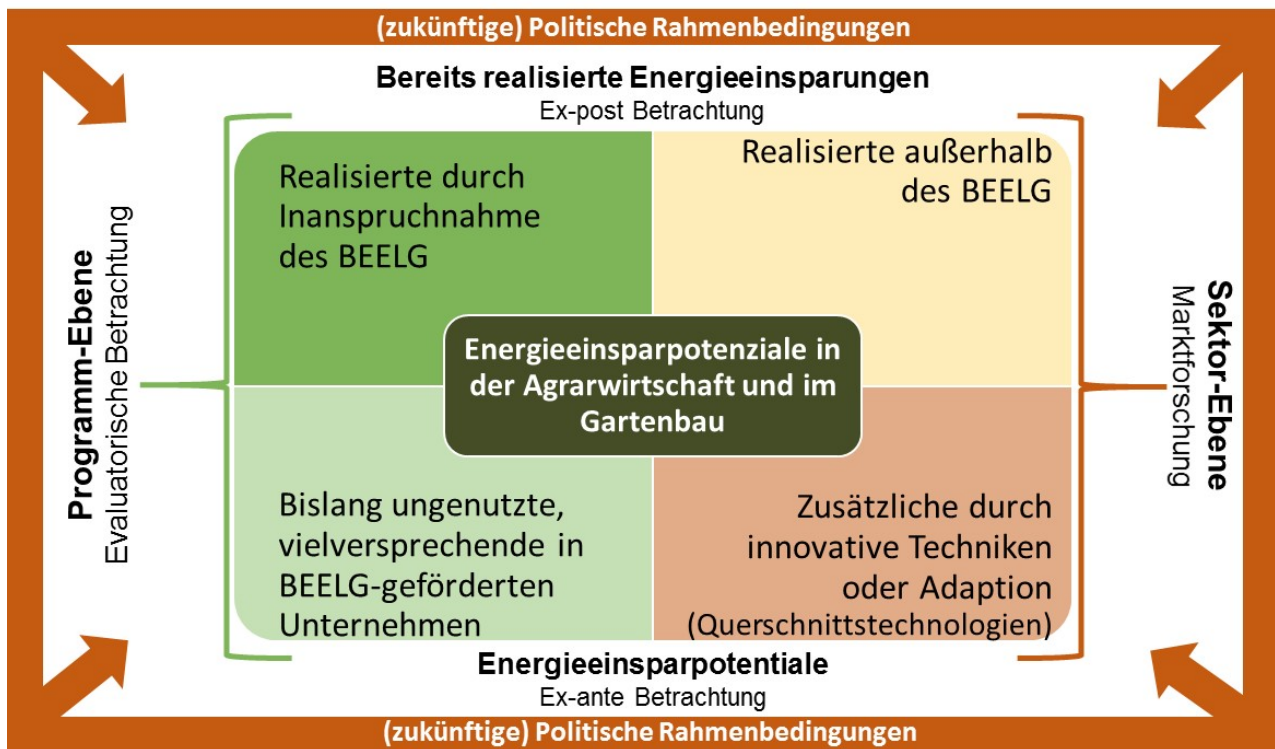 (zukünftige) Politische Rahmenbedingungen
Bereits realisierte Energieeinsparungen
Ex-post Betrachtung
Programm-Ebene
Evaluatorische Betrachtung
Realisierte durch
Inanspruchnahme
des BEELG
Realisierte außerhalb
des BEELG
Energieeinsparpotenziale in
der Agrarwirtschaft und im
Gartenbau
Bislang ungenutzte,
vielversprechende in
BEELG-geförderten
Unternehmen
Zusätzliche durch
innovative Techniken
oder Adaption
(Querschnittstechnologien)
Sektor-Ebene
Marktforschung
Energieeinsparpotentiale
Ex-ante Betrachtung
(zukünftige) Politische Rahmenbedingungen